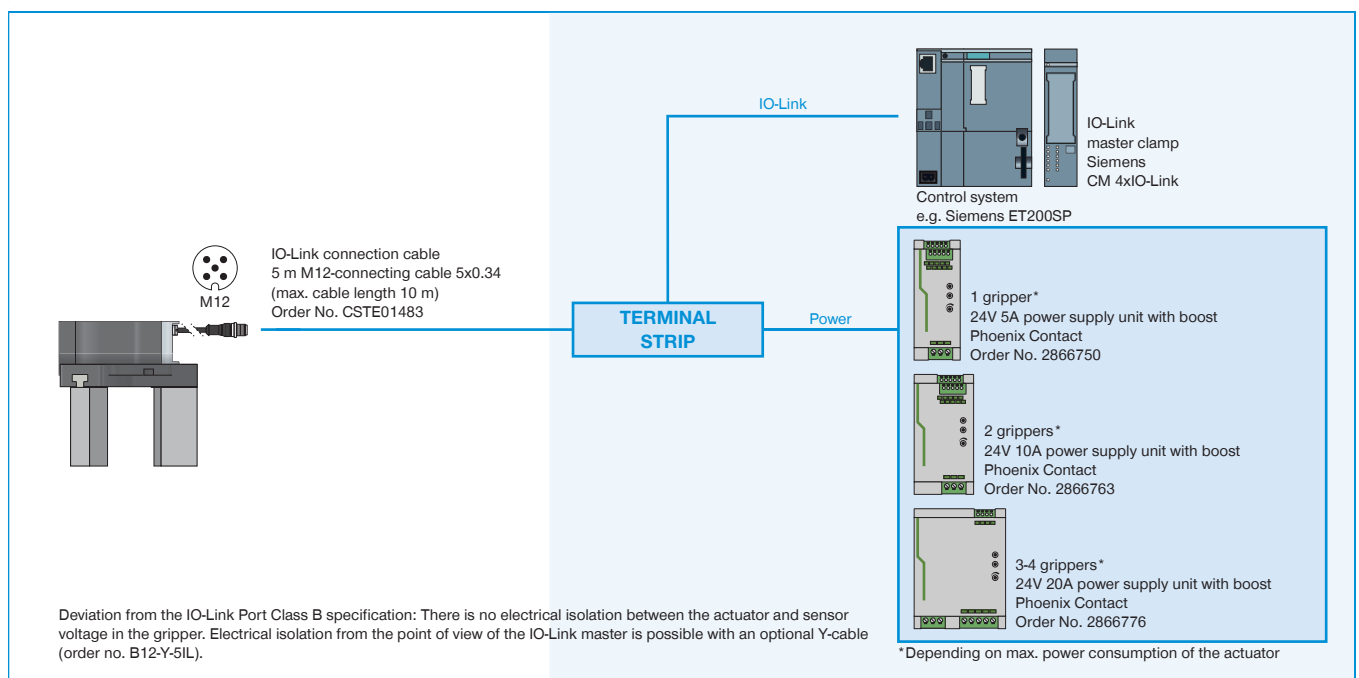 IO-Link
IO-Link
master clamp
Siemens
CM 4xIO-Link
Control system
e.g. Siemens ET200SP
M12
IO-Link connection cable
5 m M12-connecting cable 5x0.34
(max. cable length 10 m)
Order No. CSTE01483
TERMINAL
STRIP
Power
1 gripper*
24V 5A power supply unit with boost
Phoenix Contact
Order No. 2866750
2 grippers*
24V 10A power supply unit with boost
Phoenix Contact
Order No. 2866763
3-4 grippers*
24V 20A power supply unit with boost
Phoenix Contact
Order No. 2866776
Deviation from the IO-Link Port Class B specification: There is no electrical isolation between the actuator and sensor
voltage in the gripper. Electrical isolation from the point of view of the IO-Link master is possible with an optional Y-cable
(order no. B12-Y-5IL).
*Depending on max. power consumption of the actuator